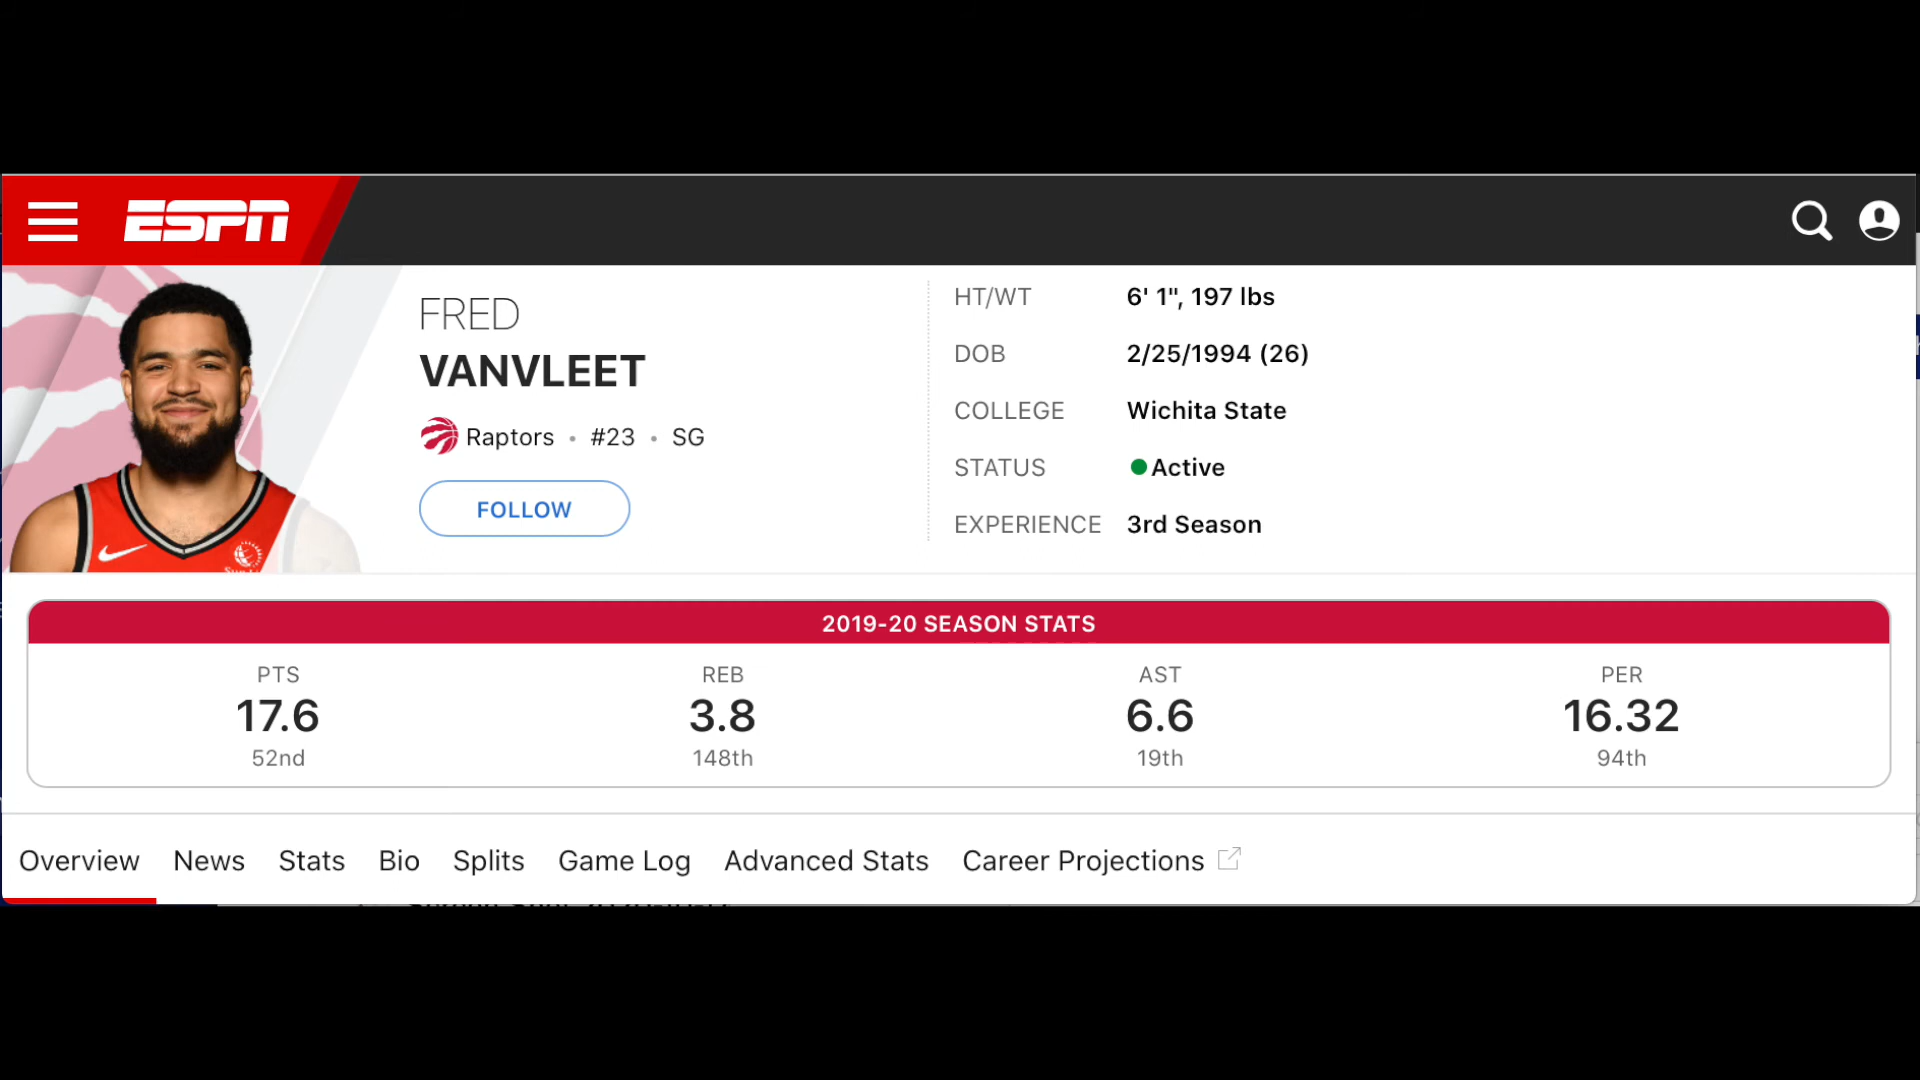 ESPN
FRED
VANVLEET
Raptors • #23 • SG
FOLLOW
HT/WT 6' 1", 197 lbs
DOB 2/25/1994 (26)
COLLEGE Wichita State
STATUS Active
EXPERIENCE 3rd Season
2019-20 SEASON STATS
PTS REB AST PER
17.6 3.8 6.6 16.32
52nd 148th 19th 94th
Overview News Stats Bio Splits Game Log Advanced Stats Career Projections